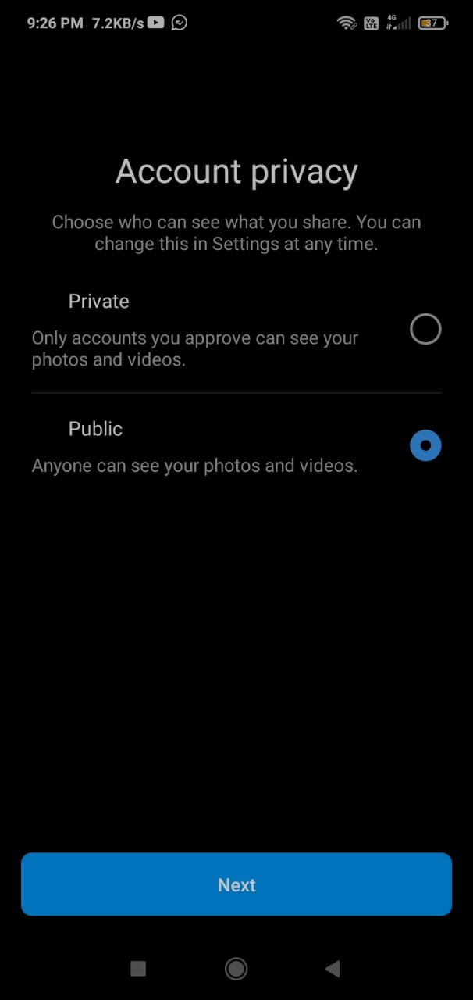 9:26 PM 7.2KB/s Vo LTE 4G 37
Account privacy
Choose who can see what you share. You can
change this in Settings at any time.
Private
Only accounts you approve can see your
photos and videos.
Public
Anyone can see your photos and videos.
Next